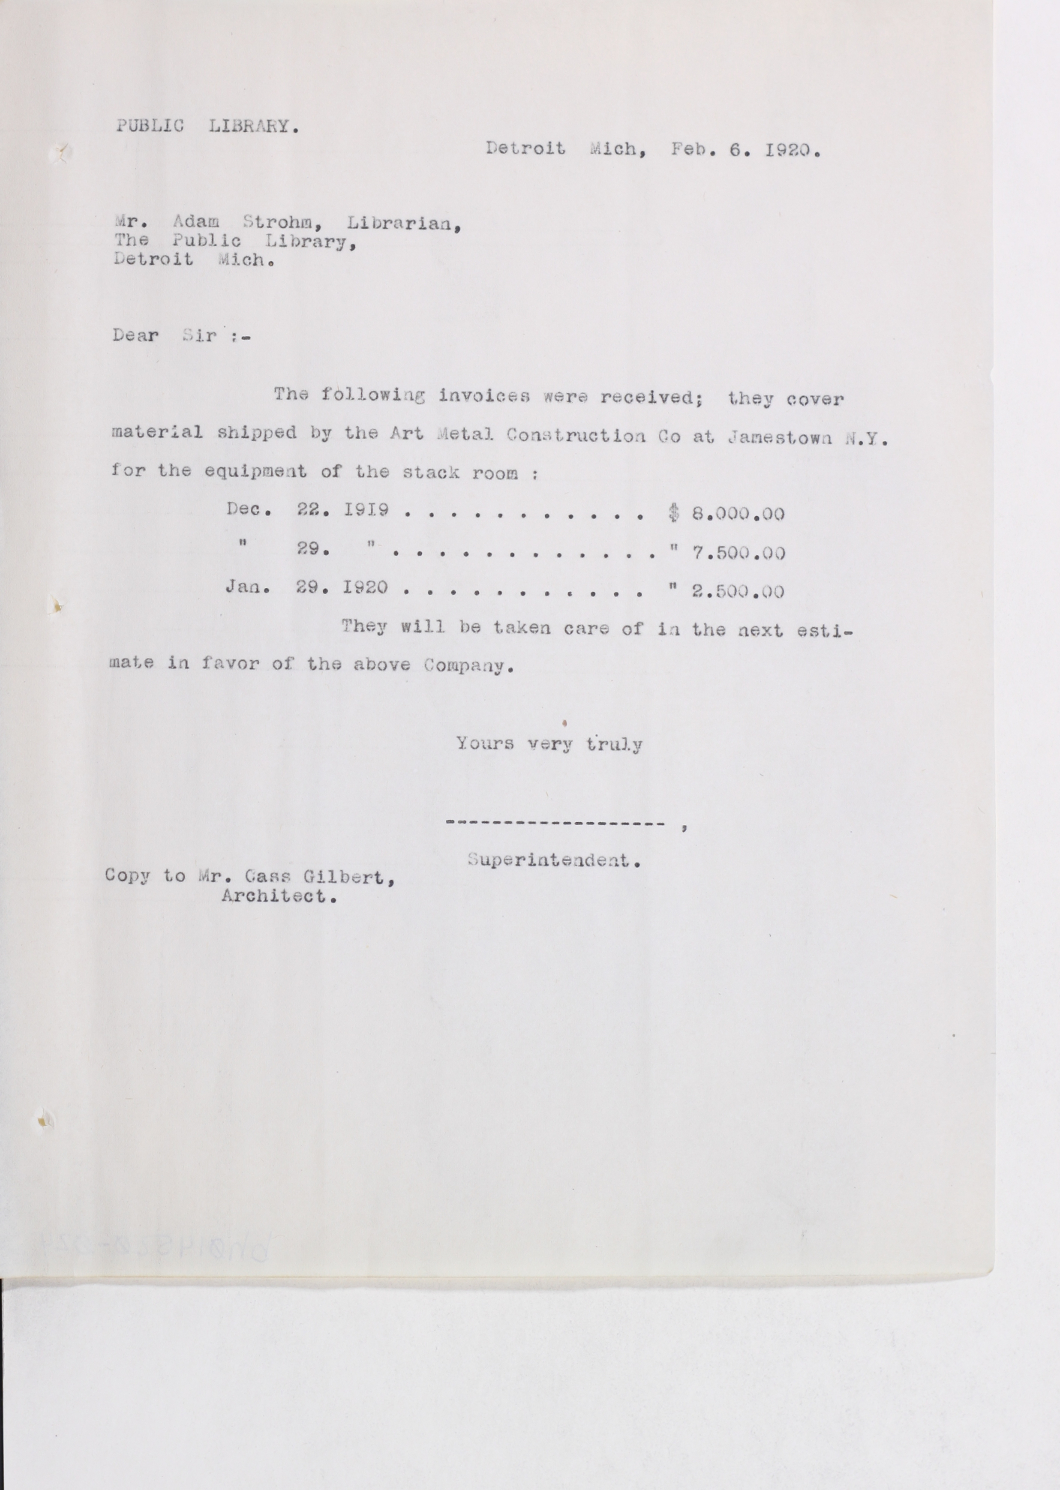 PUBLIC LIBRARY.
Detroit Mich, Feb. 6. 1920.
Mr. Adam Strohm, Librarian,
The Public Library,
Detroit Mich.
Dear Sir :-
The following invoices were received; they cover
material shipped by the Art Metal Construction Co at Jamestown N.Y.
for the equipment of the stack room :
Dec. 22. 1919 . . . . . . . . . . . $ 8.000.00
" 29. " . . . . . . . . . . . . " 7.500.00
Jan. 29. 1920 . . . . . . . . . . . " 2.500.00
They will be taken care of in the next esti-
mate in favor of the above Company.
Yours very truly
------------------- ,
Superintendent.
Copy to Mr. Cass Gilbert,
Architect.